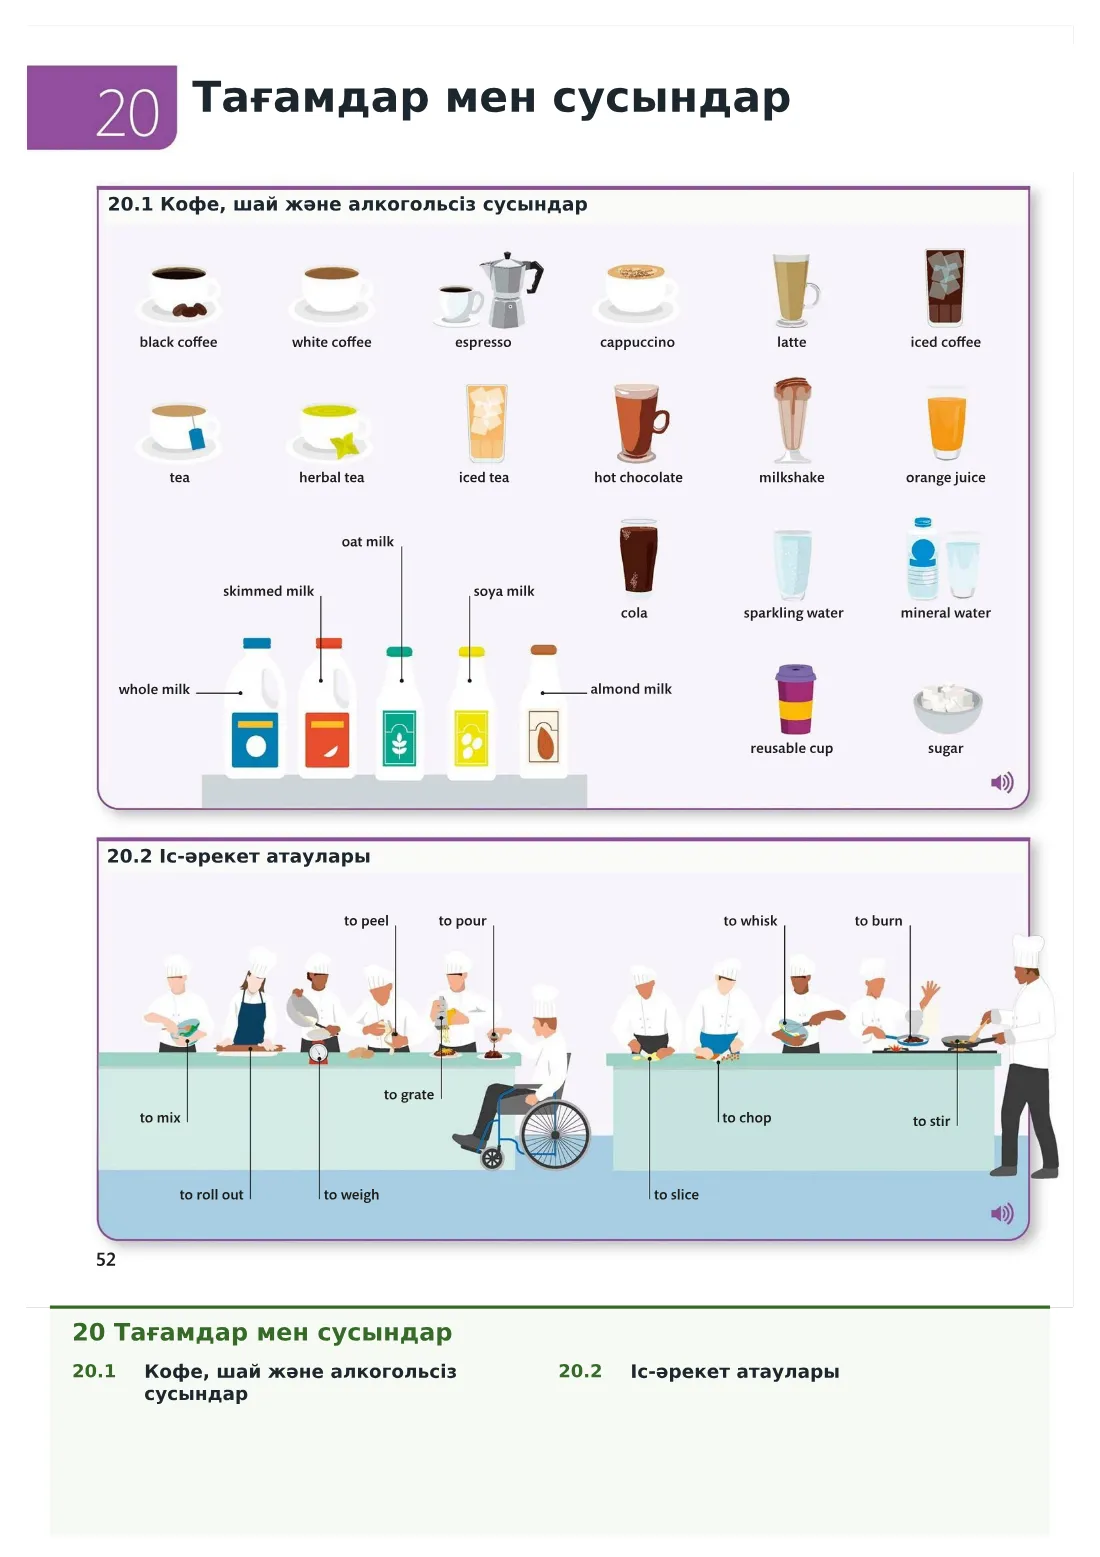 20
Тағамдар мен сусындар
20.1 Кофе, шай және алкогольсіз сусындар
black coffee
white coffee
espresso
cappuccino
latte
iced coffee
tea
herbal tea
iced tea
hot chocolate
milkshake
orange juice
oat milk
skimmed milk
soya milk
cola
sparkling water
mineral water
whole milk
almond milk
reusable cup
sugar
20.2 Іс-әрекет атаулары
to peel
to pour
to whisk
to burn
to grate
to mix
to chop
to stir
to roll out
to weigh
to slice
52
20 Тағамдар мен сусындар
20.1 Кофе, шай және алкогольсіз
сусындар
20.2 Іс-әрекет атаулары